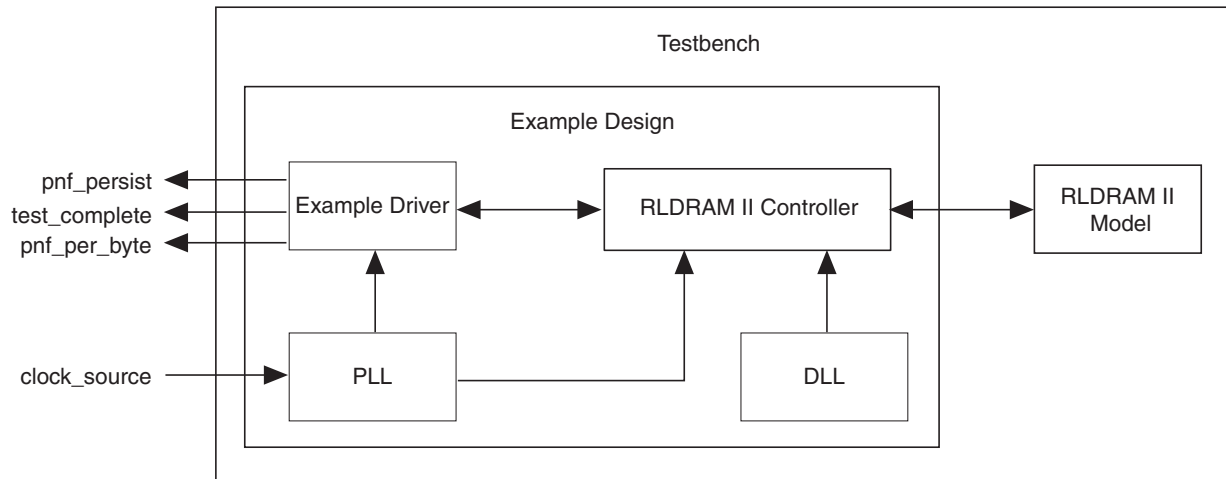 Testbench
Example Design
pnf_persist
test_complete
pnf_per_byte
Example Driver
RLDRAM II Controller
RLDRAM II
Model
clock_source
PLL
DLL